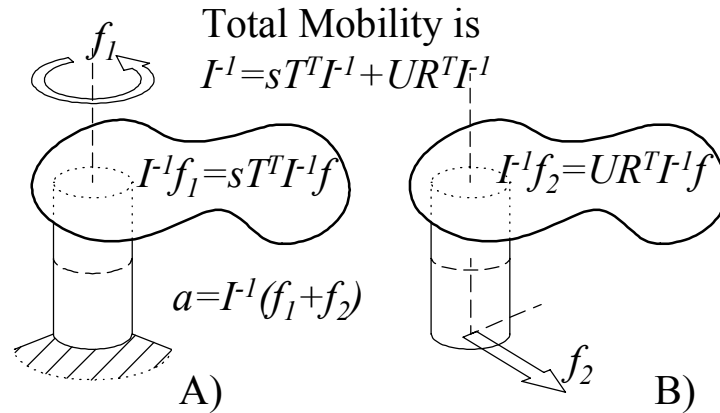 Total Mobility is
I⁻¹=sTᵀI⁻¹+URᵀI⁻¹
f₁
I⁻¹f₁=sTᵀI⁻¹f
I⁻¹f₂=URᵀI⁻¹f
a=I⁻¹(f₁+f₂)
f₂
A)
B)